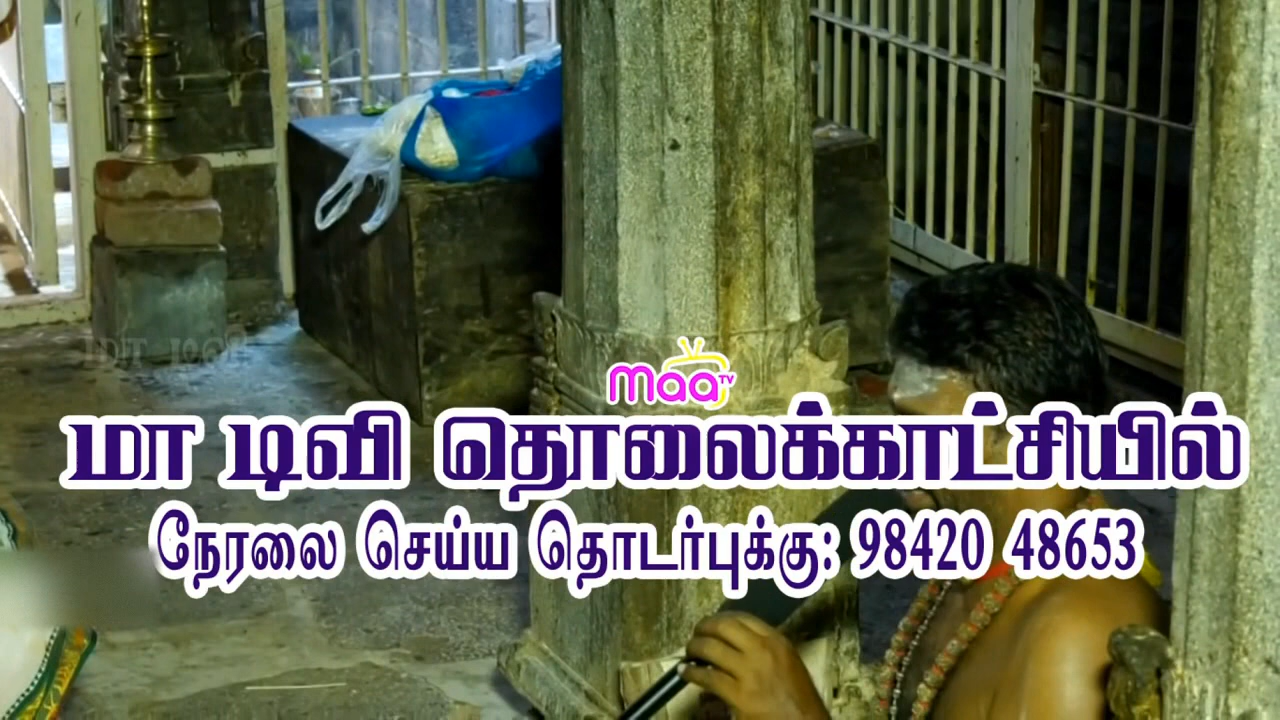 maa TV
மா டிவி தொலைக்காட்சியில்
நேரலை செய்ய தொடர்புக்கு: 98420 48653